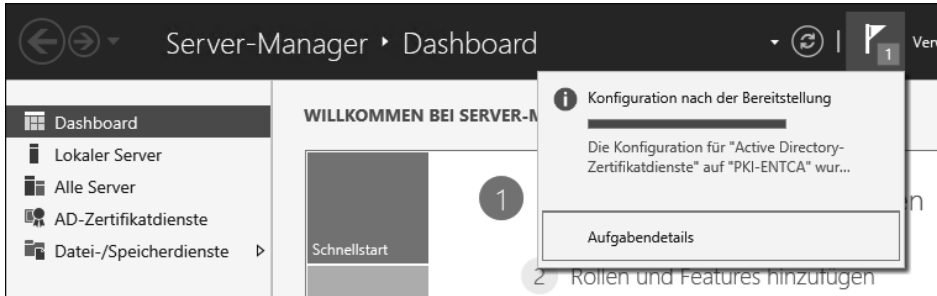 Server-Manager ‣ Dashboard
1
Dashboard
Lokaler Server
Alle Server
AD-Zertifikatdienste
Datei-/Speicherdienste
WILLKOMMEN BEI SERVER-
Schnellstart
1
Konfiguration nach der Bereitstellung
Die Konfiguration für "Active Directory-
Zertifikatdienste" auf "PKI-ENTCA" wur...
Aufgabendetails
2 Rollen und Features hinzufügen